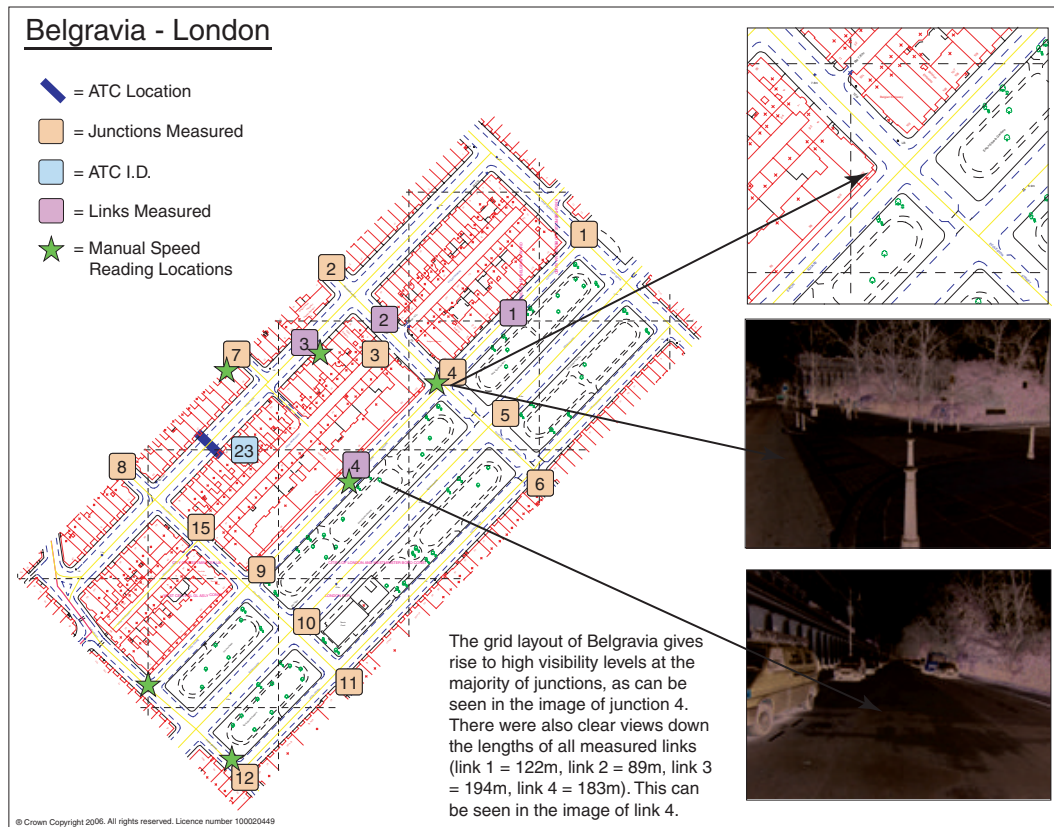 Belgravia - London
= ATC Location
= Junctions Measured
= ATC I.D.
= Links Measured
= Manual Speed
Reading Locations
1
2
1
2
3
3
7
4
5
23
4
8
6
15
9
10
11
12
The grid layout of Belgravia gives
rise to high visibility levels at the
majority of junctions, as can be
seen in the image of junction 4.
There were also clear views down
the lengths of all measured links
(link 1 = 122m, link 2 = 89m, link 3
= 194m, link 4 = 183m). This can
be seen in the image of link 4.
© Crown Copyright 2006. All rights reserved. Licence number 100020449